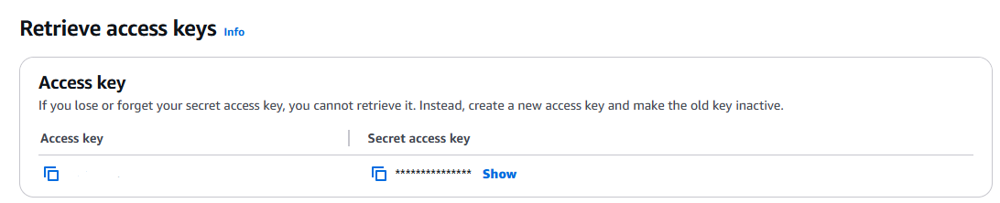 Retrieve access keys Info
Access key
If you lose or forget your secret access key, you cannot retrieve it. Instead, create a new access key and make the old key inactive.
Access key Secret access key
*************** Show